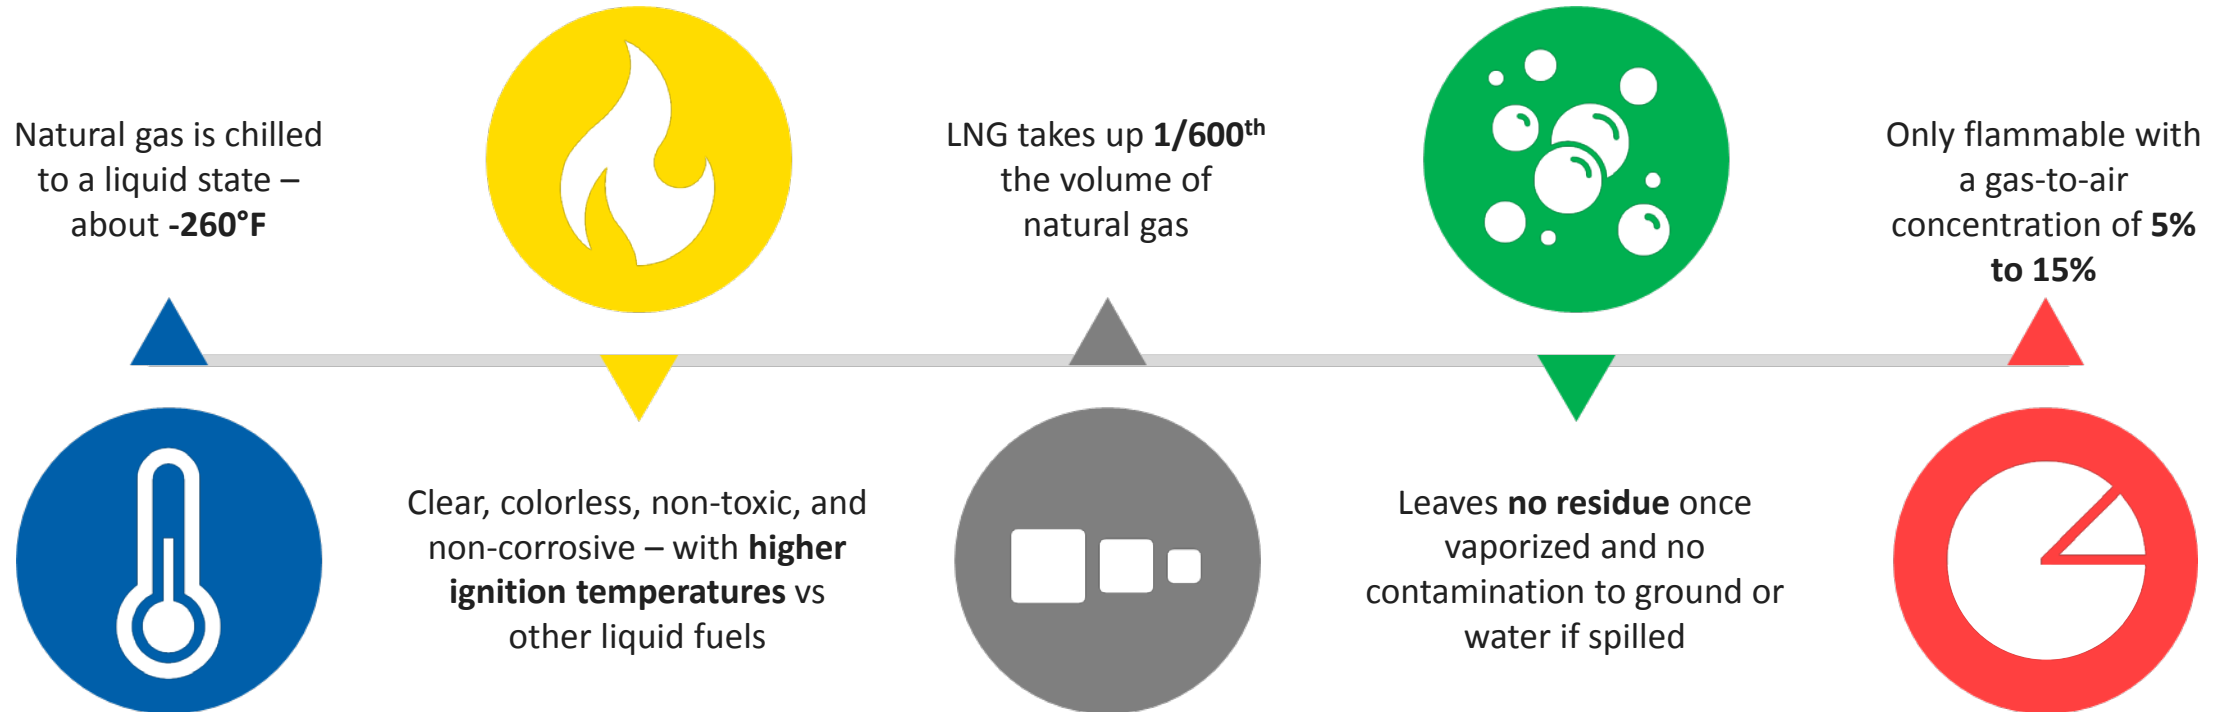 Natural gas is chilled
to a liquid state –
about -260°F
Clear, colorless, non-toxic, and
non-corrosive – with higher
ignition temperatures vs
other liquid fuels
LNG takes up 1/600th
the volume of
natural gas
Leaves no residue once
vaporized and no
contamination to ground or
water if spilled
Only flammable with
a gas-to-air
concentration of 5%
to 15%